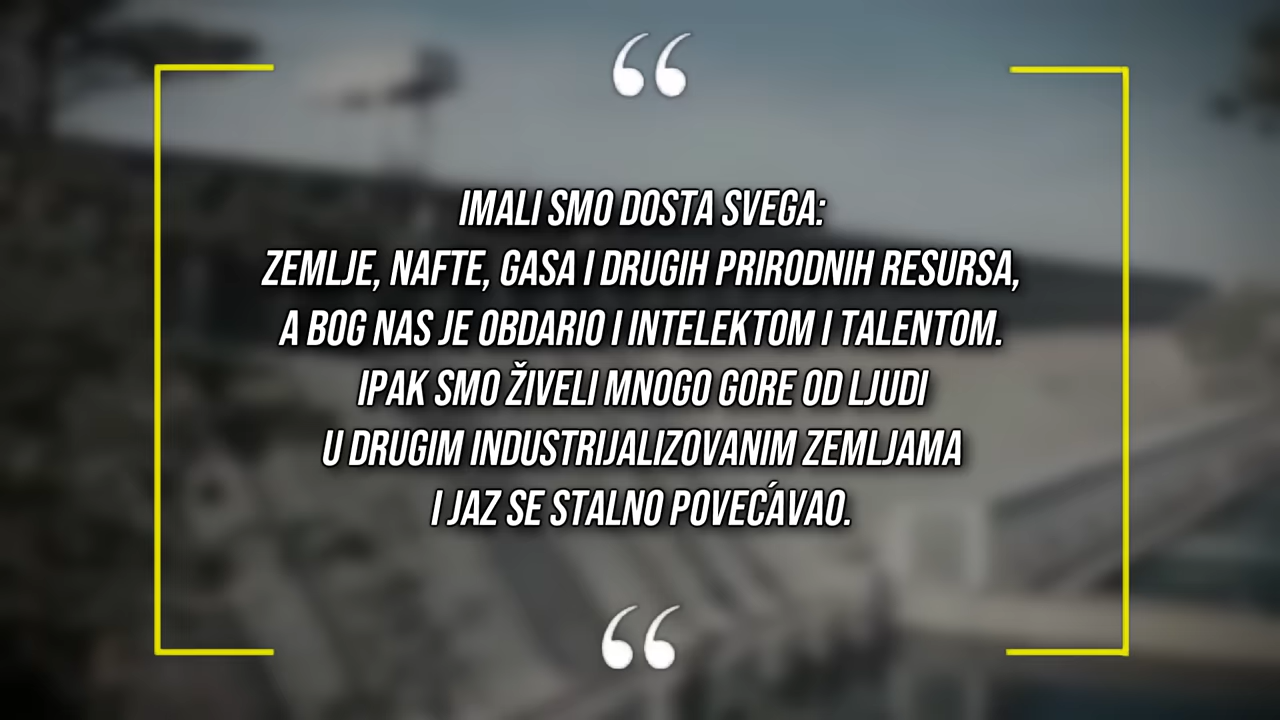 “
IMALI SMO DOSTA SVEGA:
ZEMLJE, NAFTE, GASA I DRUGIH PRIRODNIH RESURSA,
A BOG NAS JE OBDARIO I INTELEKTOM I TALENTOM.
IPAK SMO ŽIVELI MNOGO GORE OD LJUDI
U DRUGIM INDUSTRIJALIZOVANIM ZEMLJAMA
I JAZ SE STALNO POVEĆAVAO.
“